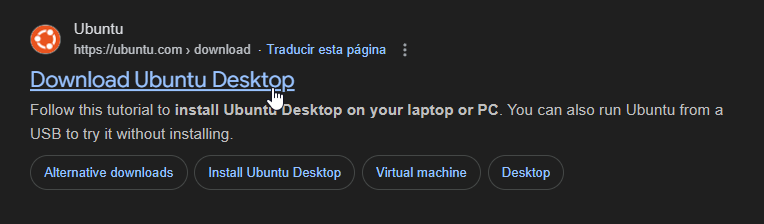 Ubuntu
https://ubuntu.com › download · Traducir esta página
Download Ubuntu Desktop
Follow this tutorial to install Ubuntu Desktop on your laptop or PC. You can also run Ubuntu from a
USB to try it without installing.
Alternative downloads Install Ubuntu Desktop Virtual machine Desktop